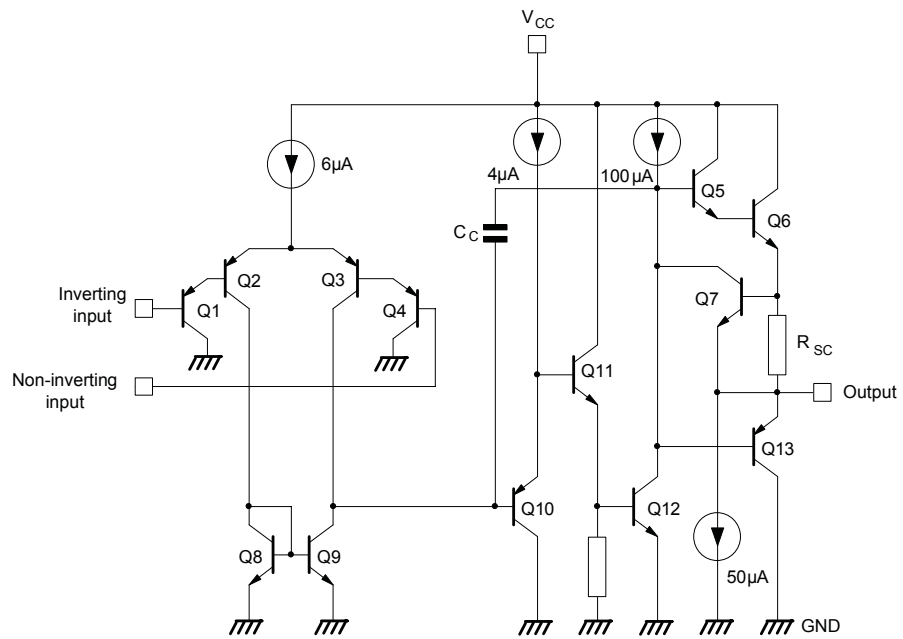 V CC
6µA
4µA
100µA
Q5
Q6
C C
Q2
Q3
Q1
Q4
Q7
Inverting
input
R SC
Non-inverting
input
Q11
Output
Q13
Q10
Q12
Q8
Q9
50µA
GND